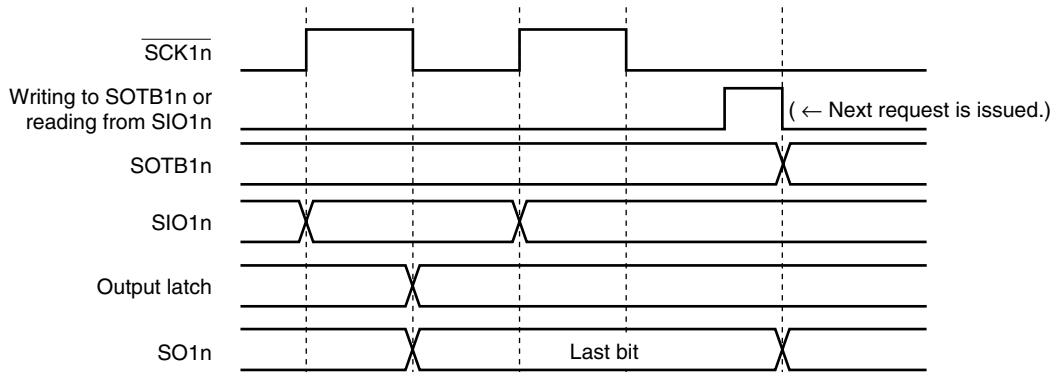 SCK1n
Writing to SOTB1n or
reading from SIO1n
( ← Next request is issued.)
SOTB1n
SIO1n
Output latch
SO1n
Last bit